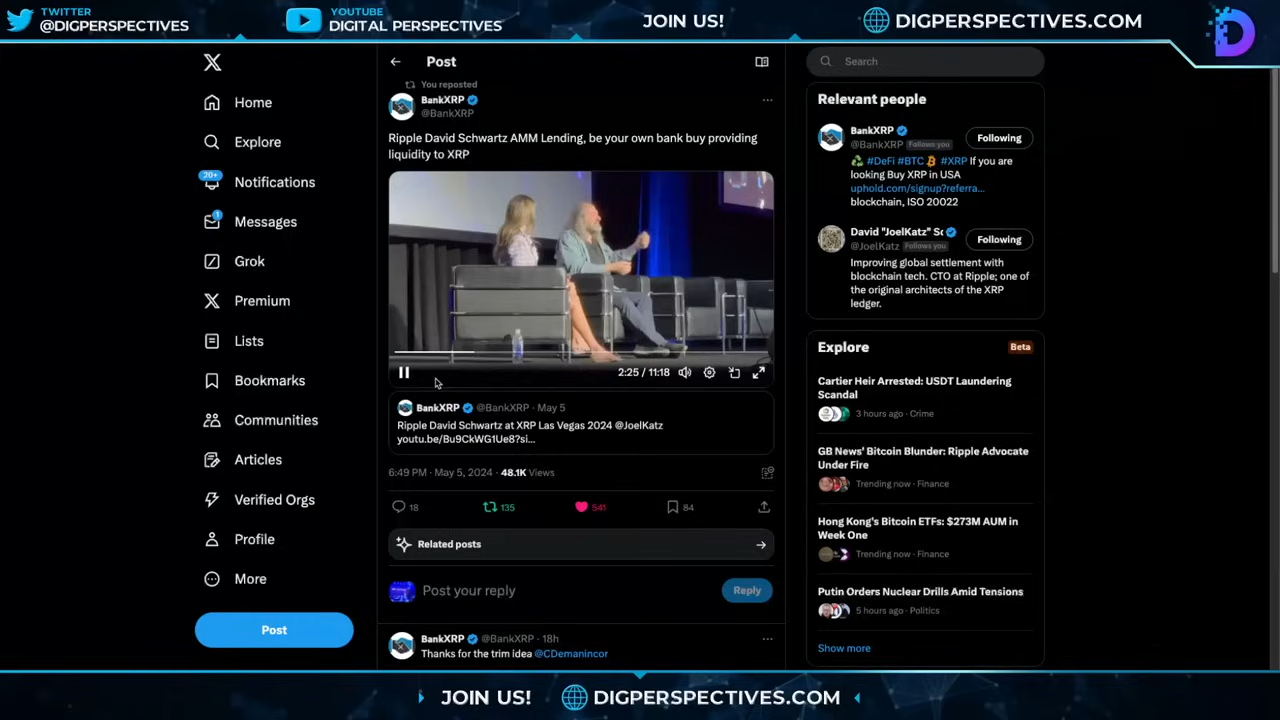 TWITTER
@DIGPERSPECTIVES
YOUTUBE
DIGITAL PERSPECTIVES
JOIN US!
DIGPERSPECTIVES.COM
Home
Explore
20+
Notifications
1
Messages
Grok
Premium
Lists
Bookmarks
Communities
Articles
Verified Orgs
Profile
More
Post
Post
You reposted
BankXRP
@BankXRP
Ripple David Schwartz AMM Lending, be your own bank buy providing
liquidity to XRP
2:25 / 11:18
BankXRP @BankXRP · May 5
Ripple David Schwartz at XRP Las Vegas 2024 @JoelKatz
youtu.be/Bu9CkWG1Ue8?si...
6:49 PM · May 5, 2024 · 48.1K Views
18
135
541
84
Related posts
Post your reply
Reply
BankXRP @BankXRP · 18h
Thanks for the trim idea @CDemanincor
Search
Relevant people
BankXRP
@BankXRP Follows you
Following
#DeFi #BTC #XRP If you are
looking Buy XRP in USA
uphold.com/signup?referra...
blockchain, ISO 20022
David "JoelKatz" Sc
@JoelKatz Follows you
Following
Improving global settlement with
blockchain tech. CTO at Ripple; one of
the original architects of the XRP
ledger.
Explore
Beta
Cartier Heir Arrested: USDT Laundering
Scandal
3 hours ago · Crime
GB News' Bitcoin Blunder: Ripple Advocate
Under Fire
Trending now · Finance
Hong Kong's Bitcoin ETFs: $273M AUM in
Week One
Trending now · Finance
Putin Orders Nuclear Drills Amid Tensions
5 hours ago · Politics
Show more
JOIN US!
DIGPERSPECTIVES.COM